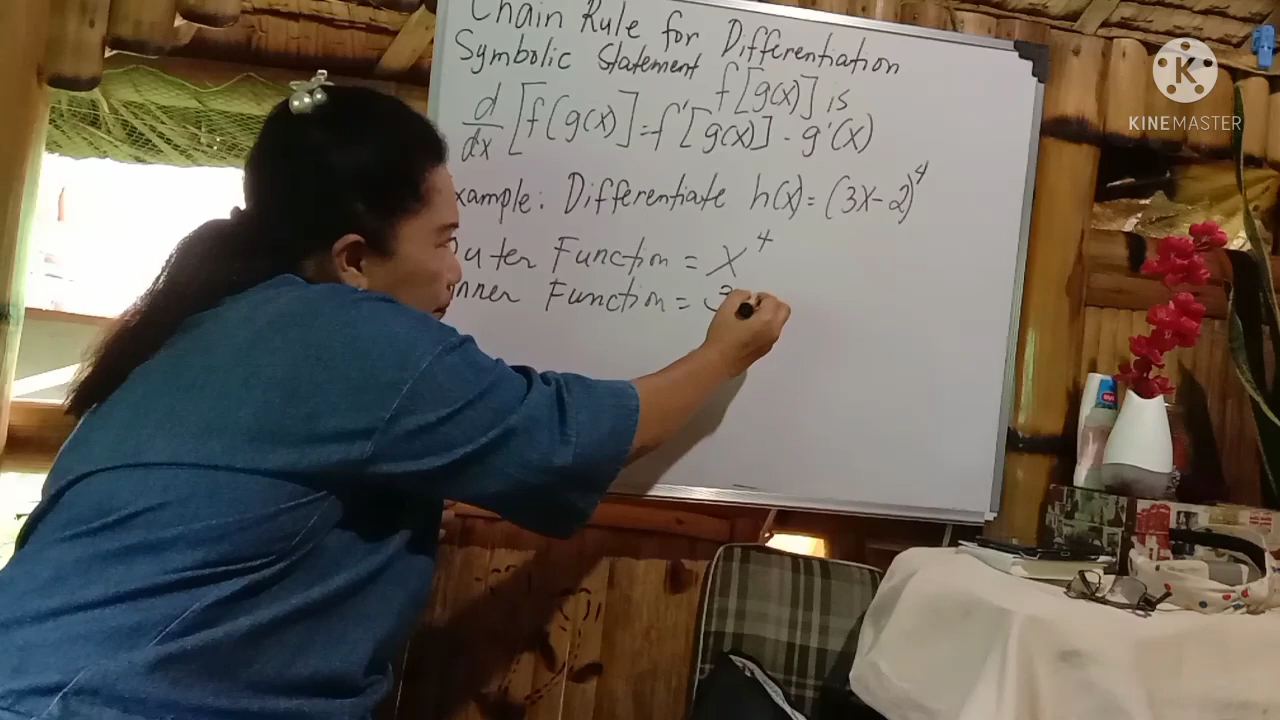 Chain Rule for Differentiation
Symbolic Statement f[g(x)] is
d/dx [f(g(x)] = f'[g(x)] · g'(x)
xample: Differentiate h(x) = (3x-2)^4
uter Function = x^4
nner Function = 3
KINEMASTER